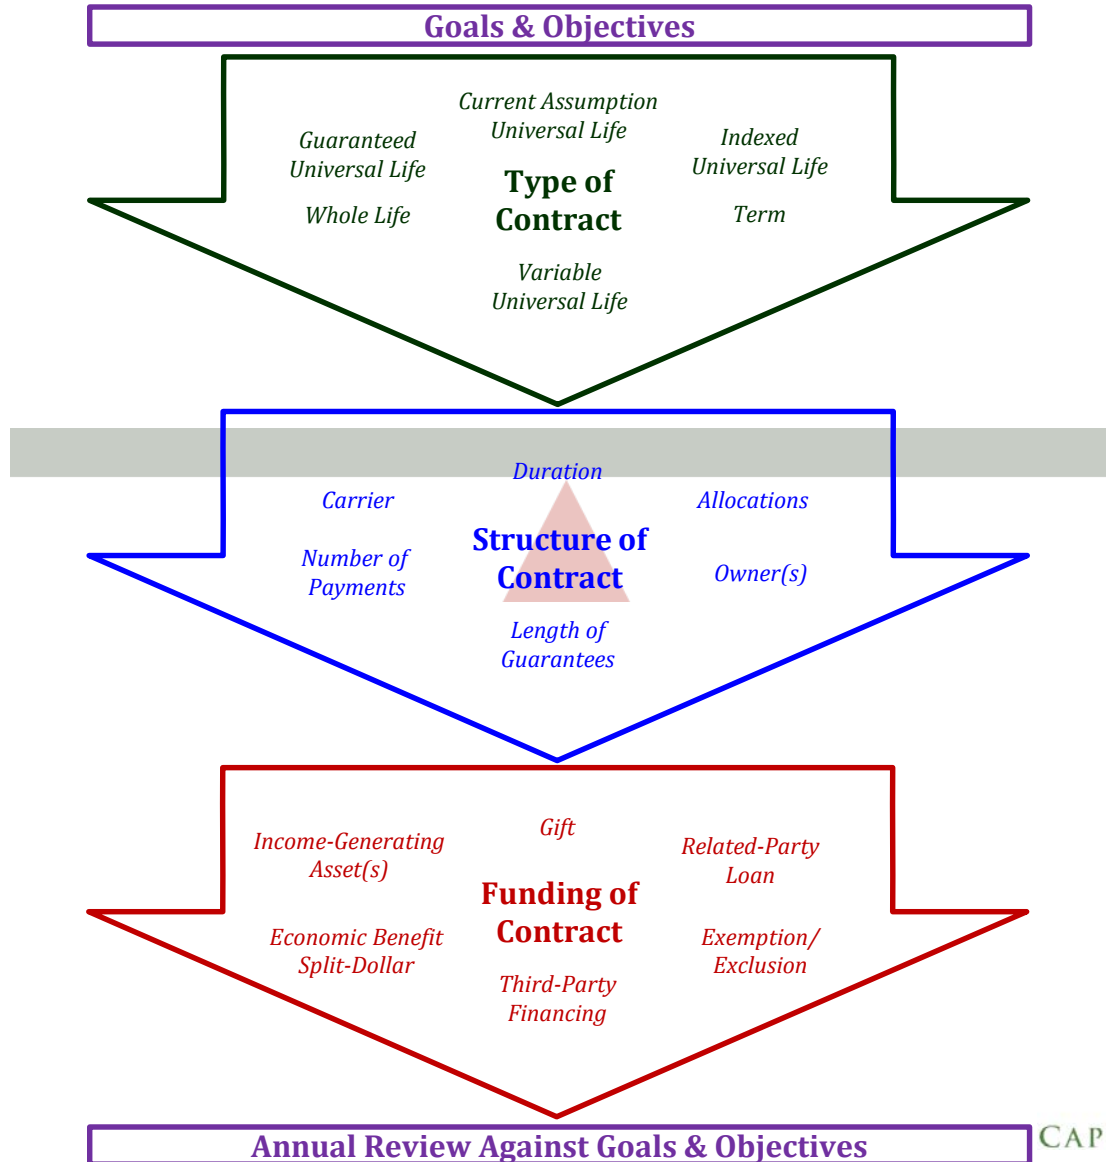 Goals & Objectives
Current Assumption
Universal Life
Guaranteed
Universal Life
Indexed
Universal Life
Type of
Contract
Whole Life
Term
Variable
Universal Life
Duration
Carrier
Allocations
Structure of
Contract
Number of
Payments
Owner(s)
Length of
Guarantees
Gift
Income-Generating
Asset(s)
Related-Party
Loan
Funding of
Contract
Economic Benefit
Split-Dollar
Exemption/
Exclusion
Third-Party
Financing
Annual Review Against Goals & Objectives
CAP